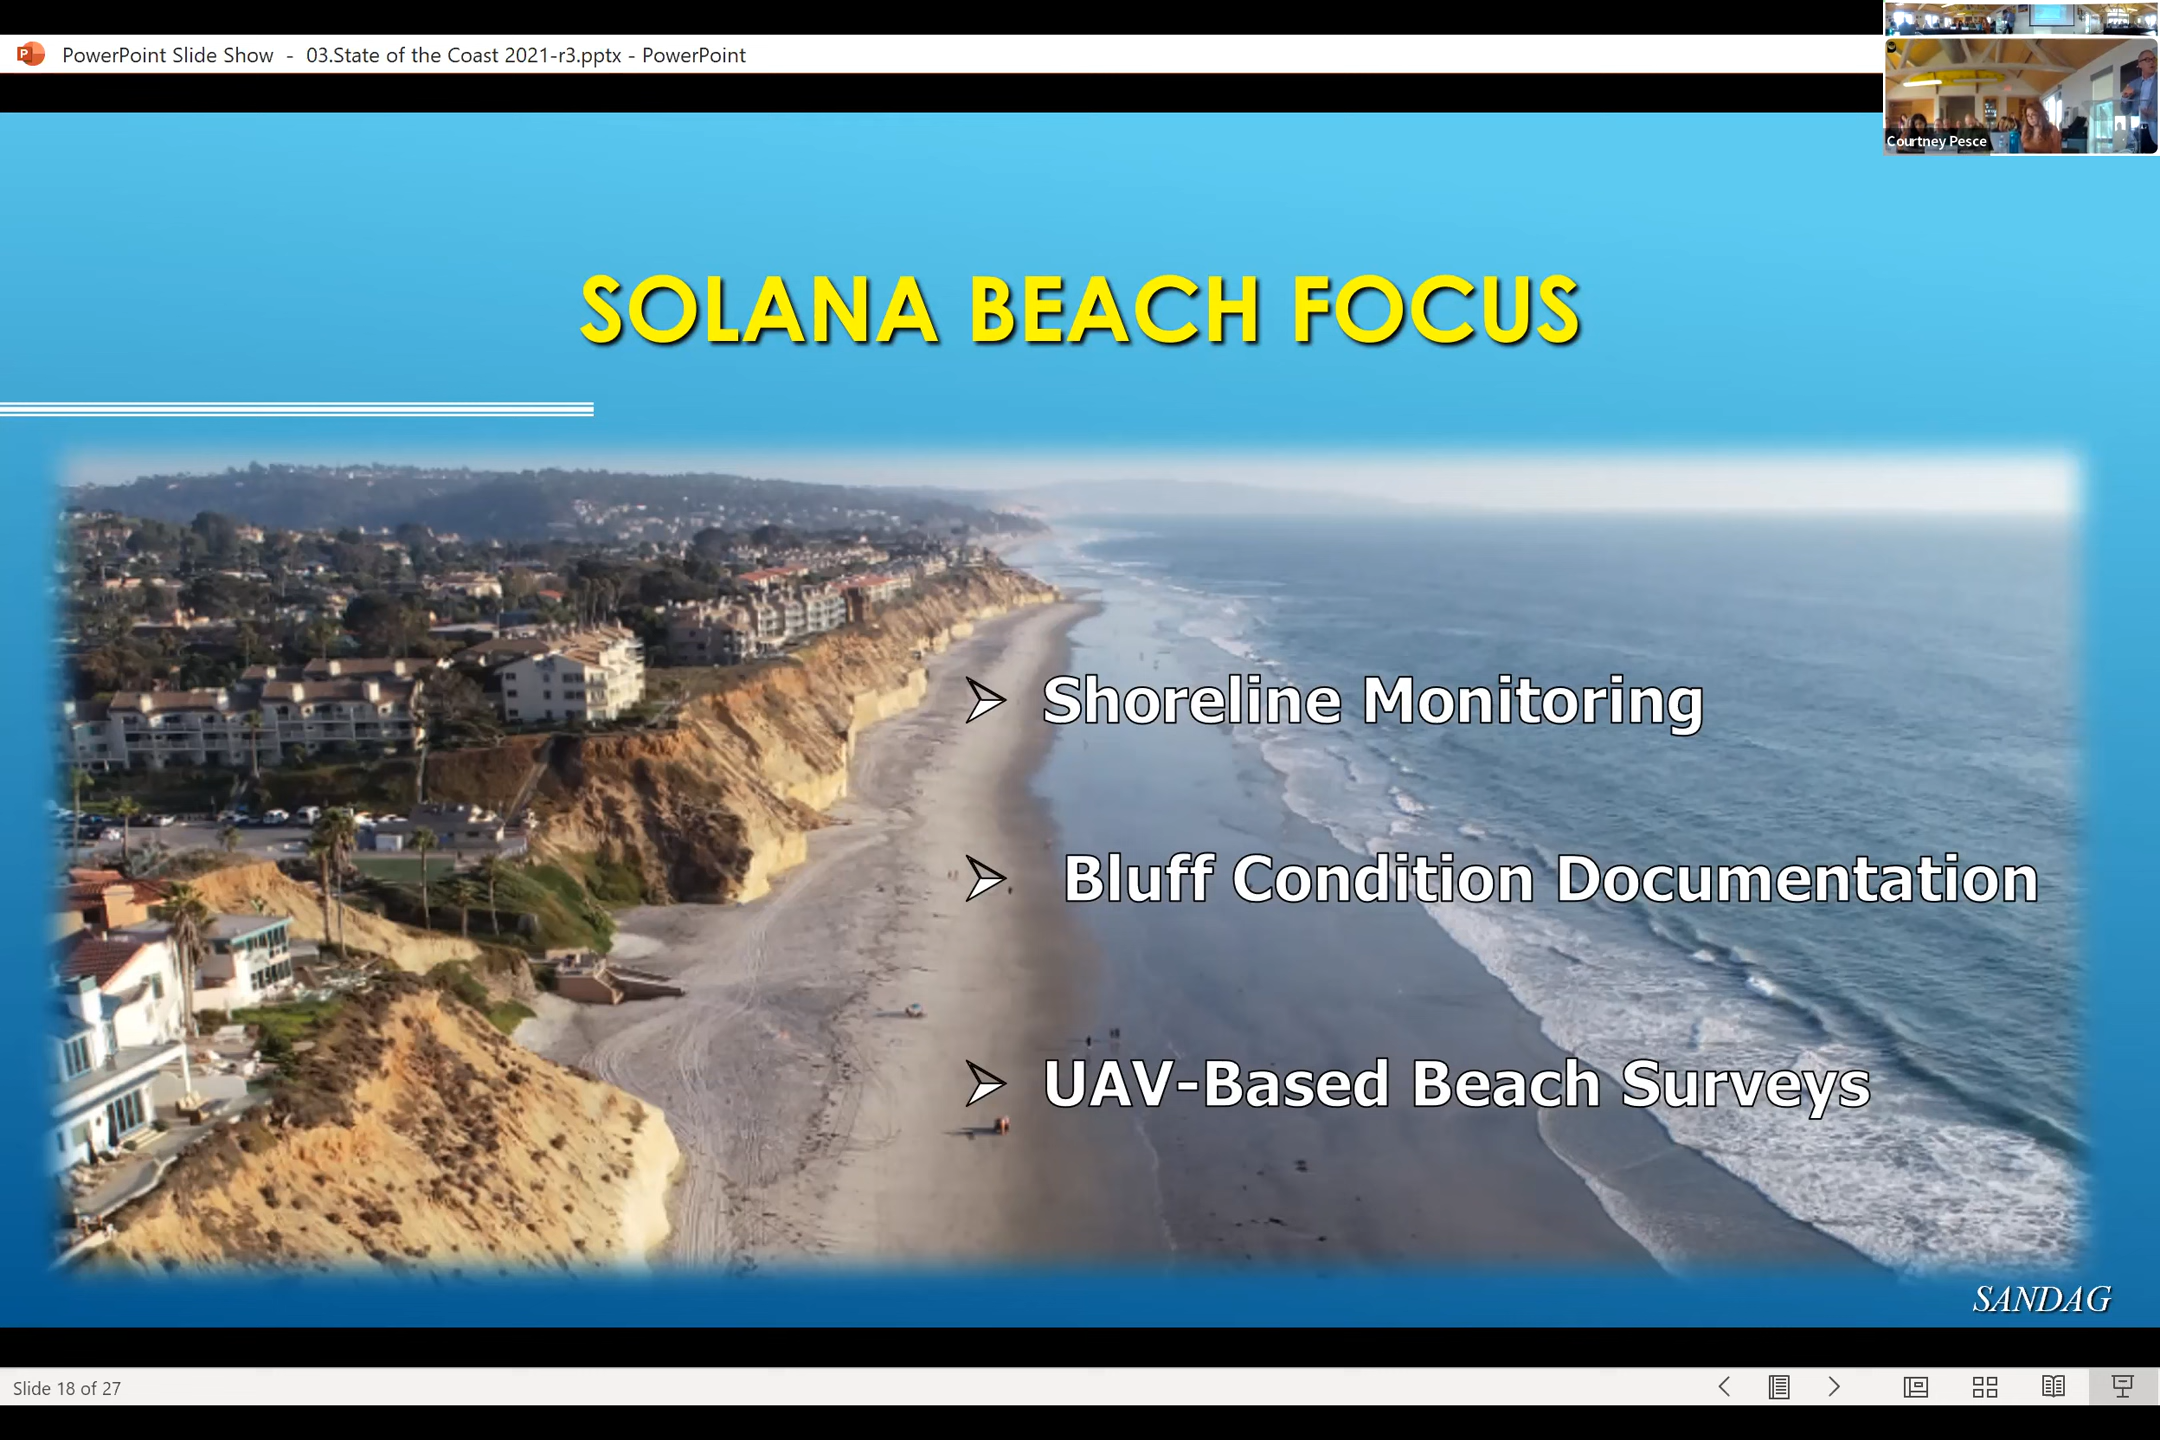 PowerPoint Slide Show - 03.State of the Coast 2021-r3.pptx - PowerPoint
Courtney Pesce
SOLANA BEACH FOCUS
Shoreline Monitoring
Bluff Condition Documentation
UAV-Based Beach Surveys
SANDAG
Slide 18 of 27